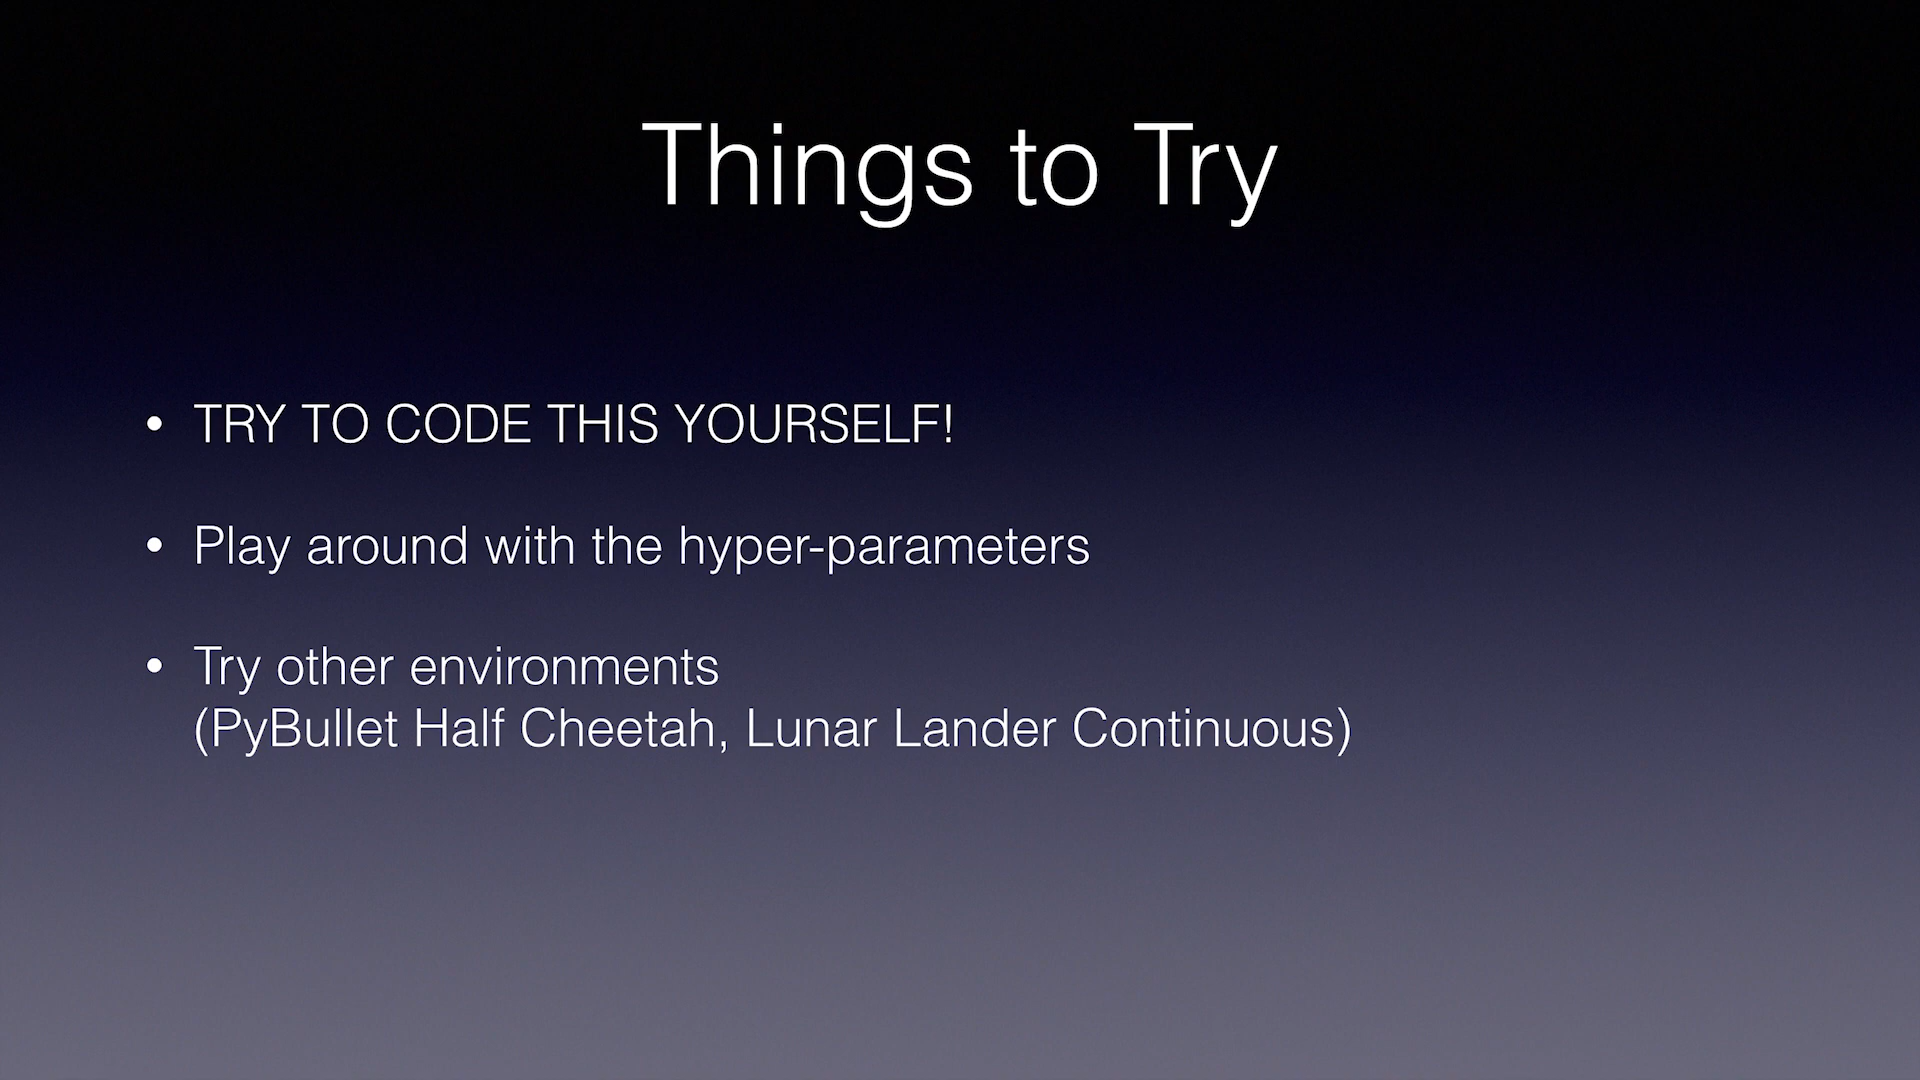 Things to Try
• TRY TO CODE THIS YOURSELF!
• Play around with the hyper-parameters
• Try other environments
(PyBullet Half Cheetah, Lunar Lander Continuous)